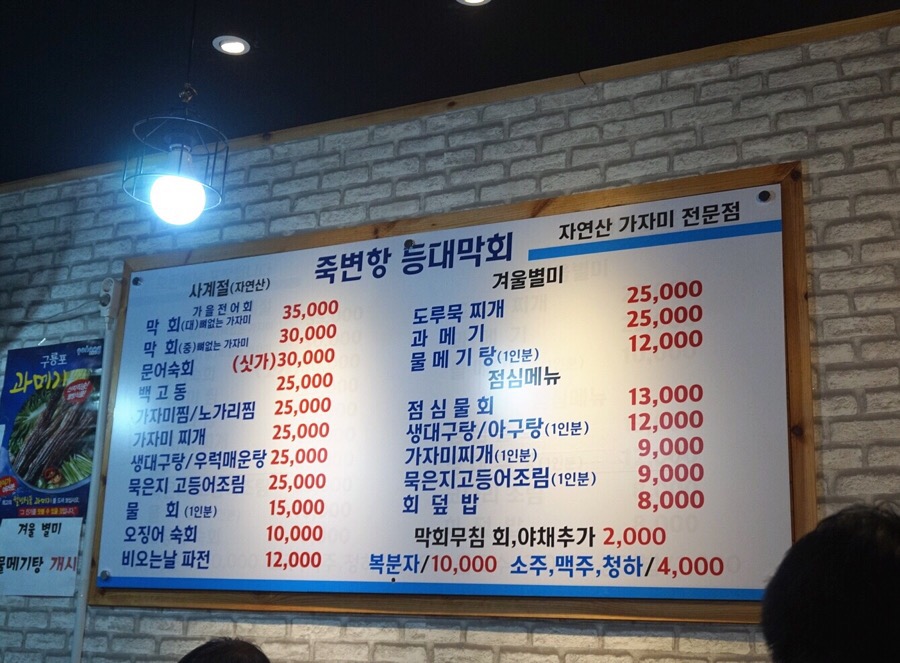 죽변항 등대막회
자연산 가자미 전문점
사계절(자연산)
가을전어회
막 회(대)뼈없는 가자미 35,000
막 회(중)뼈없는 가자미 30,000
문어숙회 (싯가)30,000
백고동 25,000
가자미찜/노가리찜 25,000
가자미 찌개 25,000
생대구탕/우럭매운탕 25,000
묵은지 고등어조림 25,000
물 회(1인분) 15,000
오징어 숙회 10,000
비오는날 파전 12,000
겨울별미
도루묵 찌개 25,000
과 메 기 25,000
물메기탕(1인분) 12,000
점심메뉴
점심물회 13,000
생대구탕/아구탕(1인분) 12,000
가자미찌개(1인분) 9,000
묵은지고등어조림(1인분) 9,000
회 덮 밥 8,000
막회무침 회,야채추가 2,000
복분자/10,000 소주,맥주,청하/4,000
구룡포
과메기
겨울 별미
물메기탕 개시